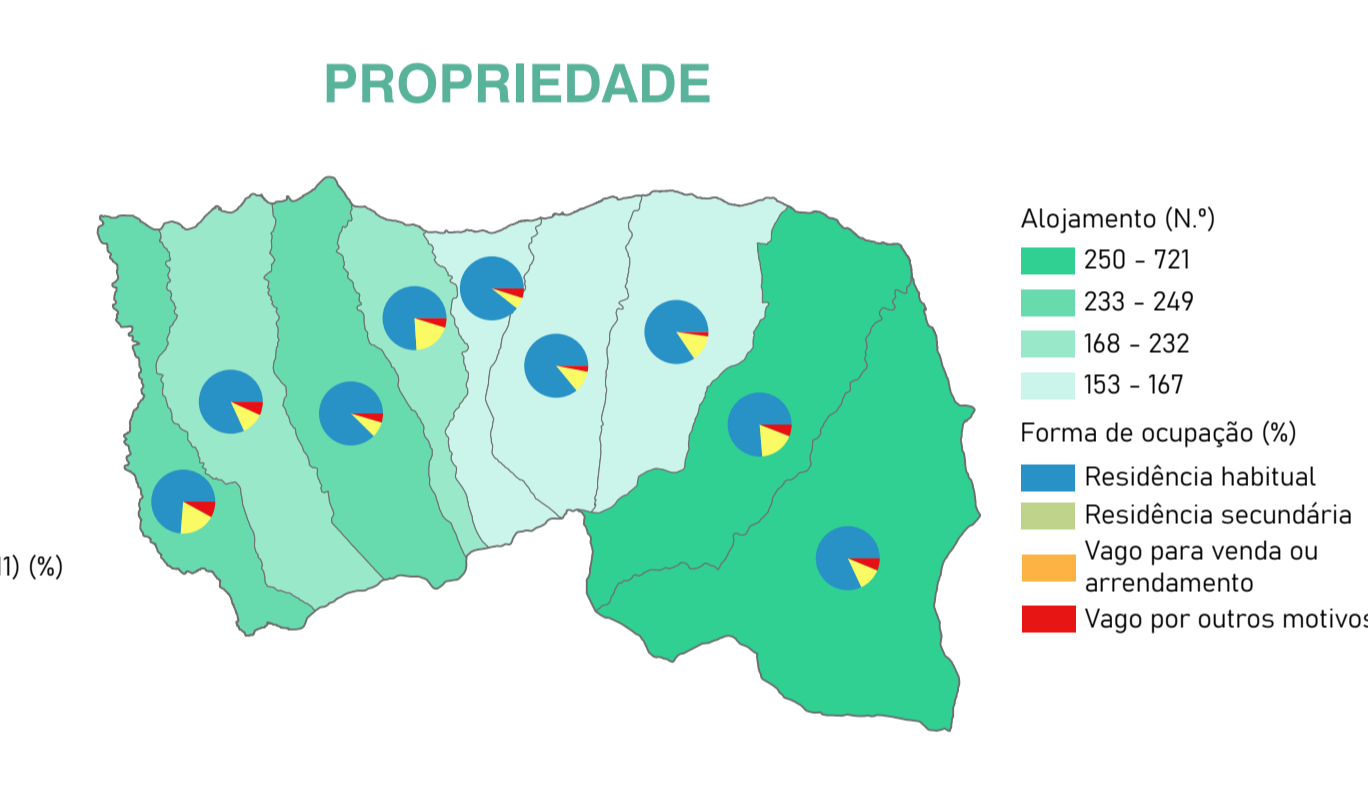 PROPRIEDADE
Alojamento (N.º)
250 - 721
233 - 249
168 - 232
153 - 167
Forma de ocupação (%)
Residência habitual
Residência secundária
Vago para venda ou
arrendamento
Vago por outros motivos
1) (%)